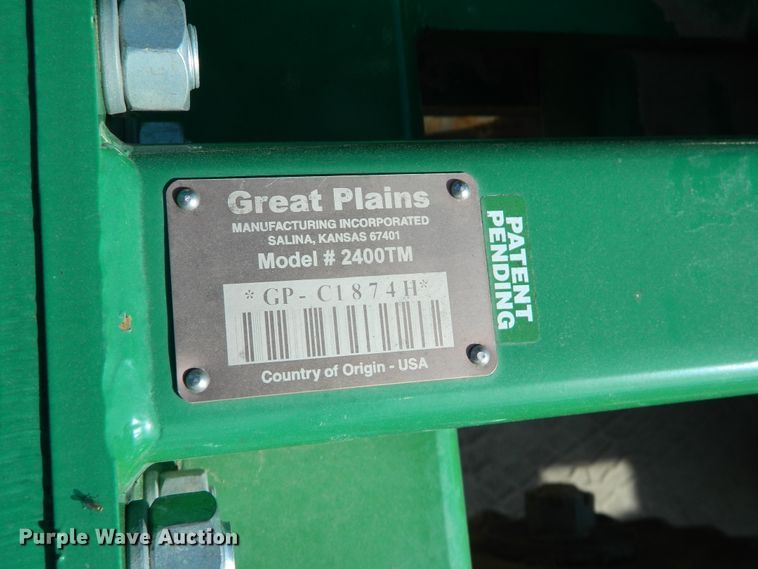 Great Plains
MANUFACTURING INCORPORATED
SALINA, KANSAS 67401
Model # 2400TM
*GP-C1874H*
Country of Origin - USA
PATENT
PENDING
Purple Wave Auction